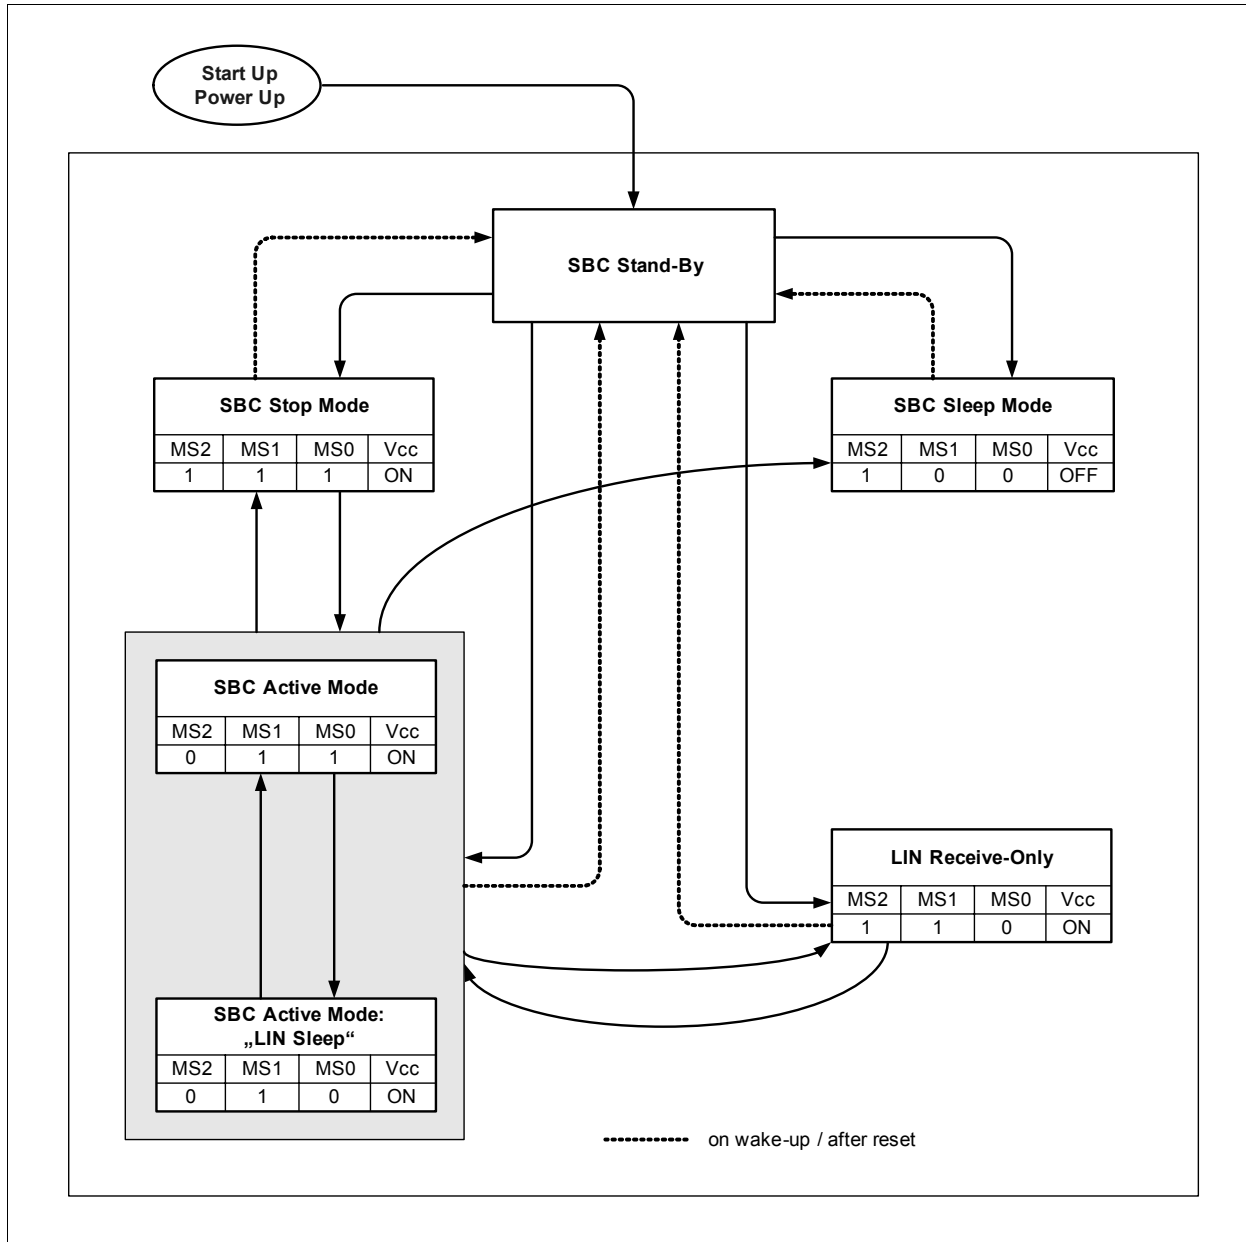 Start Up
Power Up
SBC Stand-By
SBC Stop Mode
MS2 MS1 MS0 Vcc
1 1 1 ON
SBC Sleep Mode
MS2 MS1 MS0 Vcc
1 0 0 OFF
SBC Active Mode
MS2 MS1 MS0 Vcc
0 1 1 ON
LIN Receive-Only
MS2 MS1 MS0 Vcc
1 1 0 ON
SBC Active Mode:
„LIN Sleep“
MS2 MS1 MS0 Vcc
0 1 0 ON
on wake-up / after reset